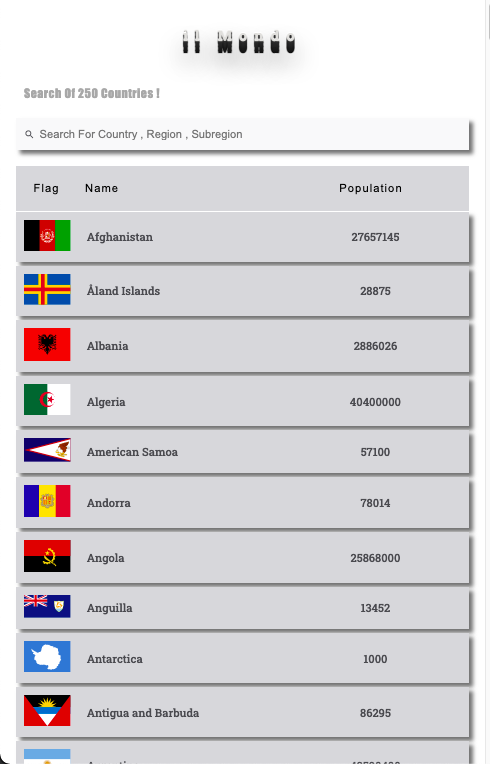 il Mondo
Search Of 250 Countries !
Search For Country , Region , Subregion
Flag Name Population
Afghanistan 27657145
Åland Islands 28875
Albania 2886026
Algeria 40400000
American Samoa 57100
Andorra 78014
Angola 25868000
Anguilla 13452
Antarctica 1000
Antigua and Barbuda 86295